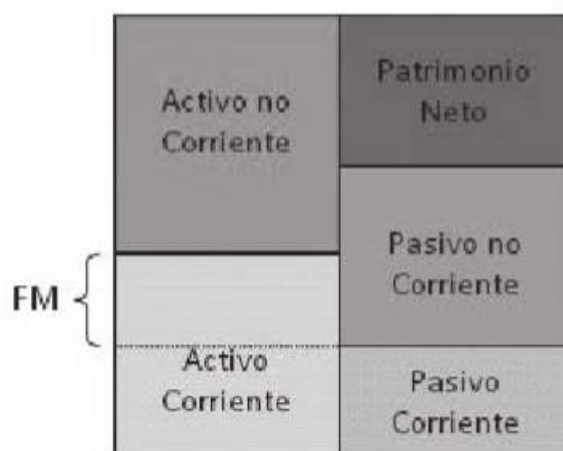 Activo no
Corriente
Patrimonio
Neto
Pasivo no
Corriente
FM
Activo
Corriente
Pasivo
Corriente